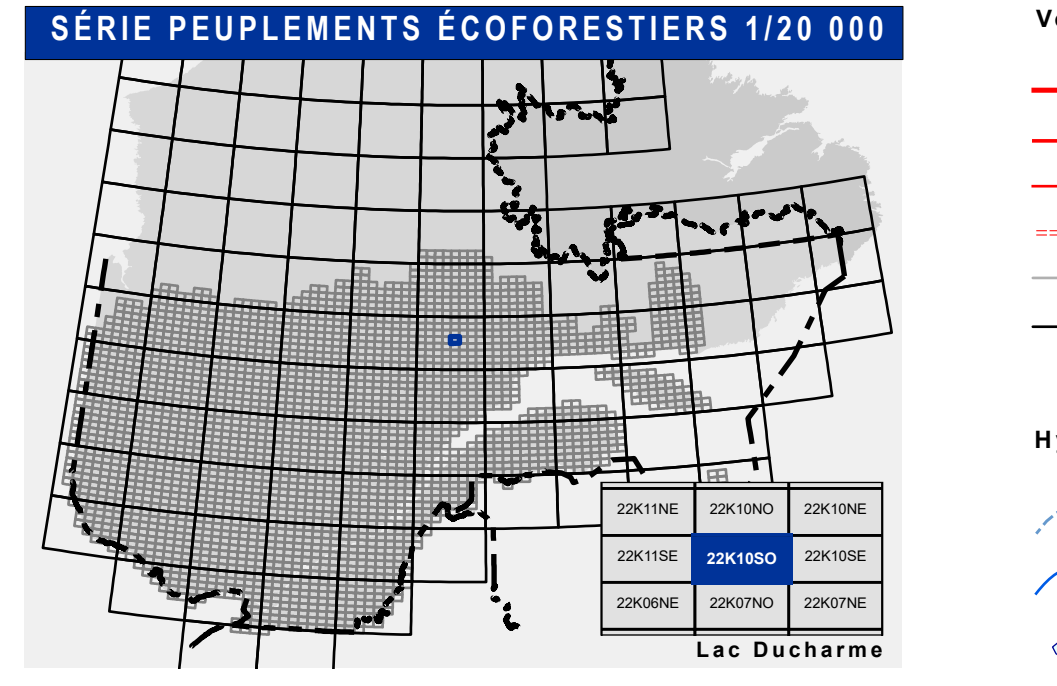 SÉRIE PEUPLEMENTS ÉCOFORESTIERS 1/20 000
22K11NE 22K10NO 22K10NE
22K11SE 22K10SO 22K10SE
22K06NE 22K07NO 22K07NE
Lac Ducharme